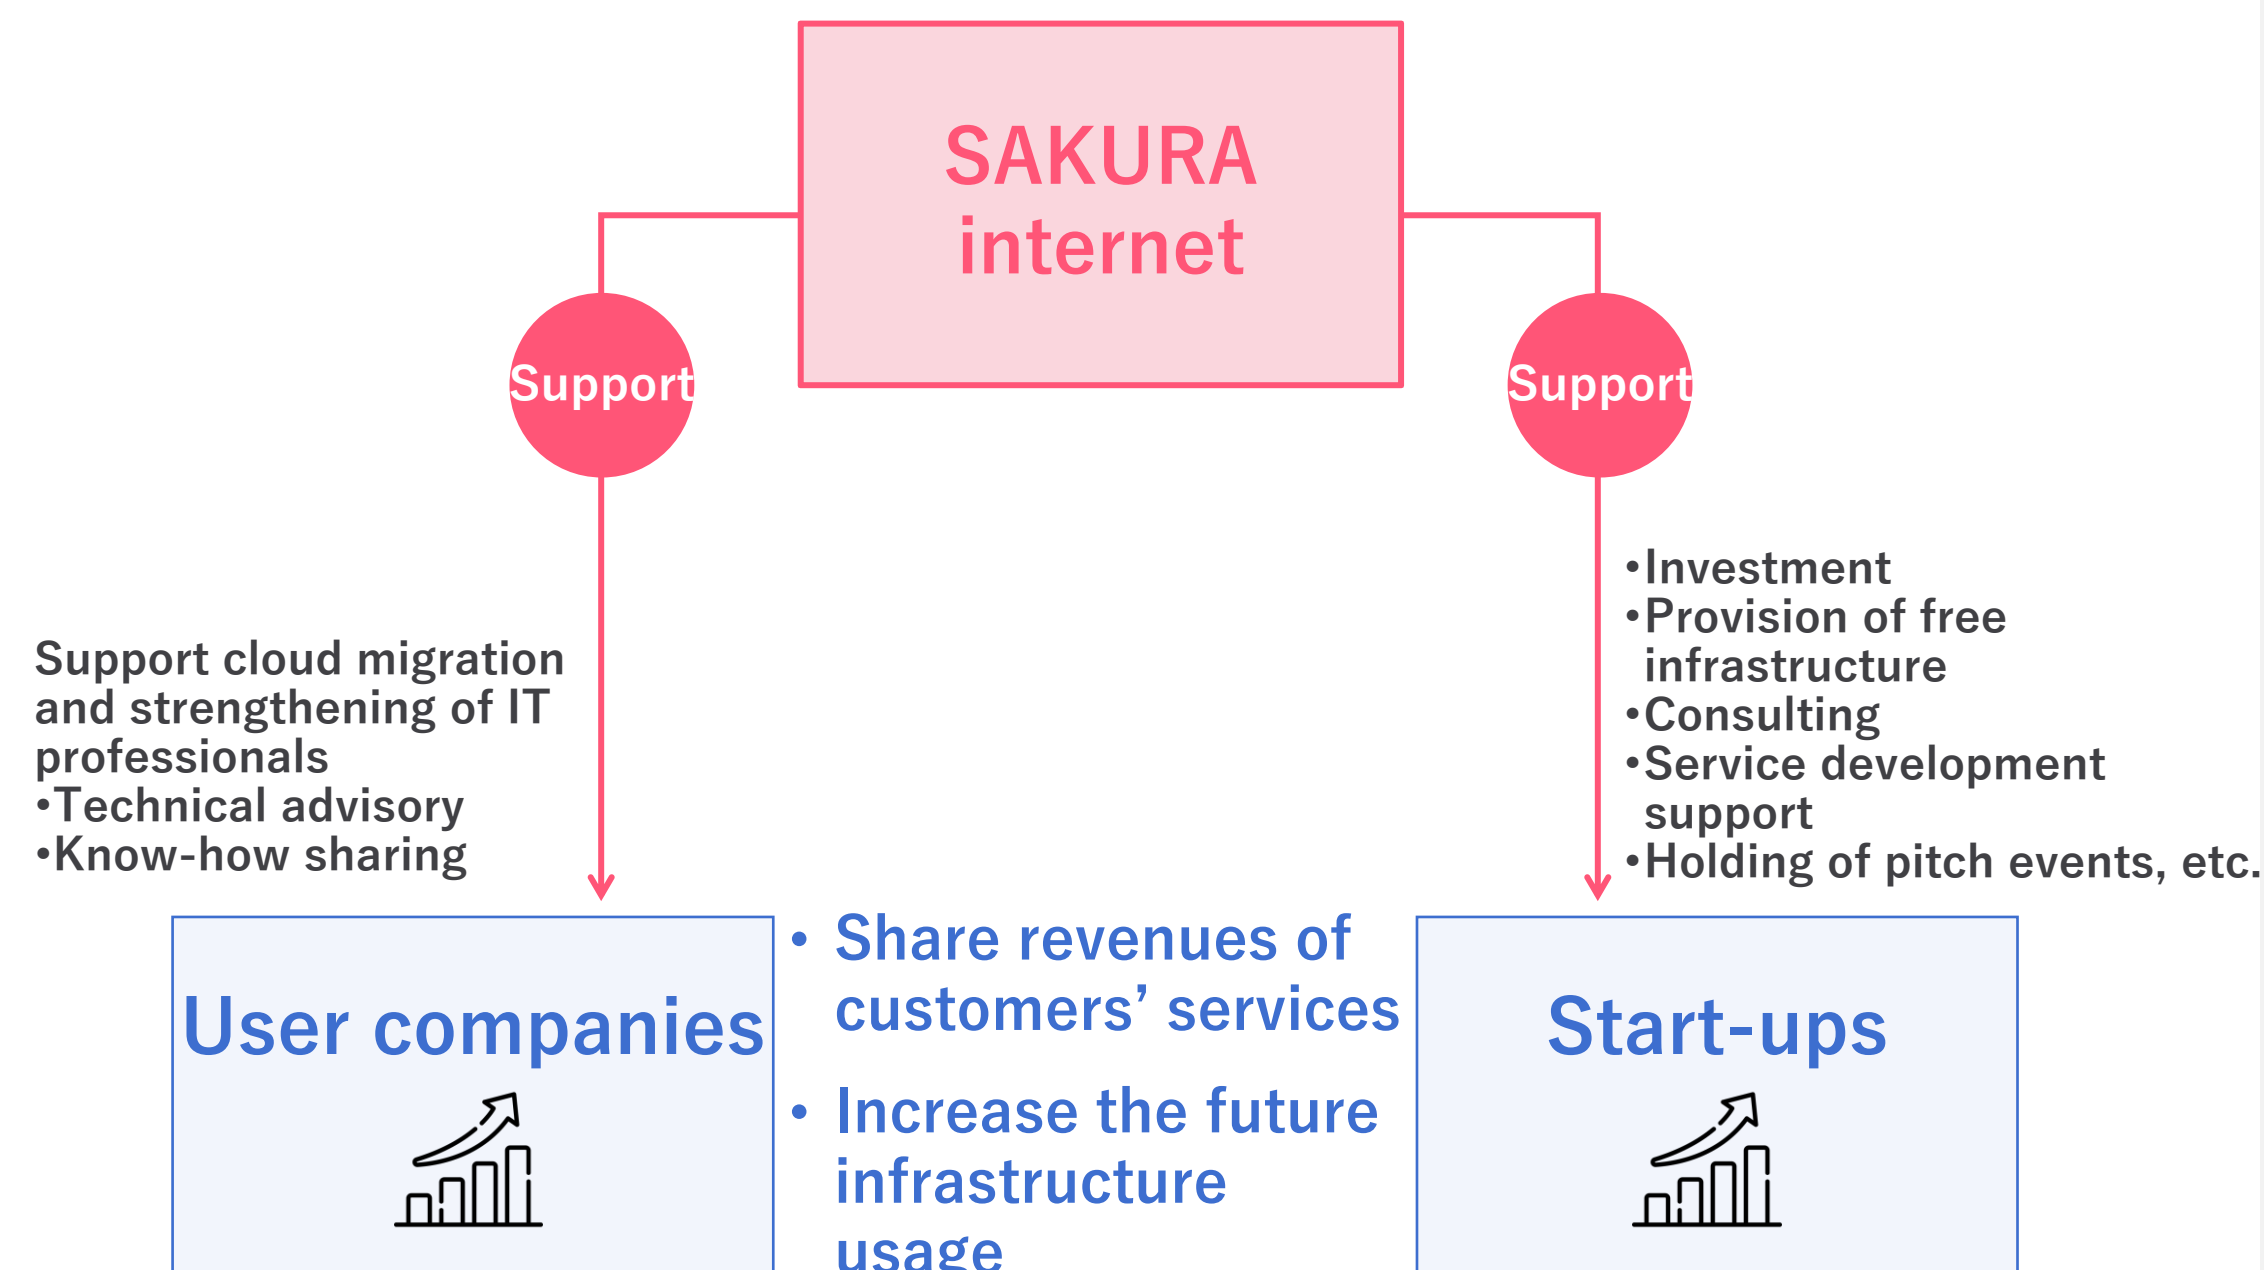 SAKURA
internet
Support
Support
Support cloud migration
and strengthening of IT
professionals
•Technical advisory
•Know-how sharing
•Investment
•Provision of free
infrastructure
•Consulting
•Service development
support
•Holding of pitch events, etc.
User companies
• Share revenues of
customers’ services
• Increase the future
infrastructure
usage
Start-ups